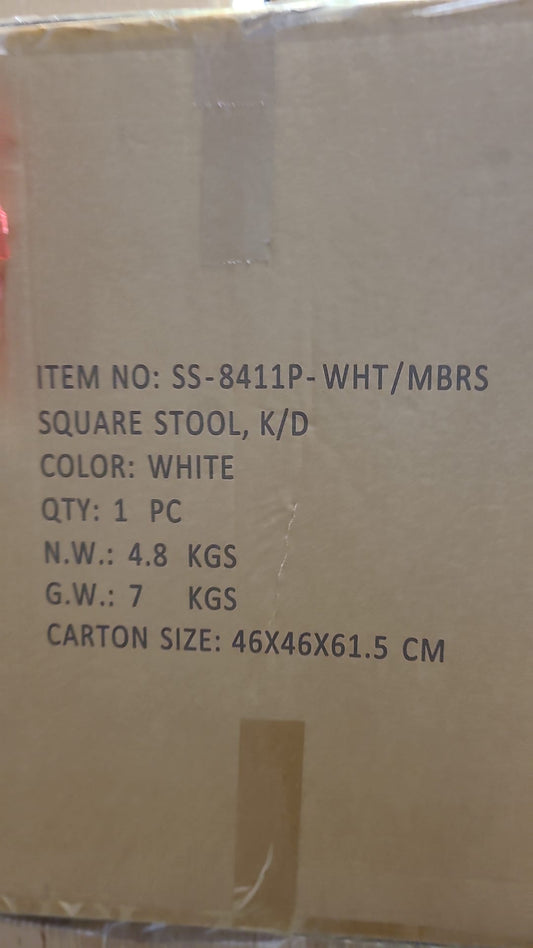 ITEM NO: SS-8411P-WHT/MBRS
SQUARE STOOL, K/D
COLOR: WHITE
QTY: 1 PC
N.W.: 4.8 KGS
G.W.: 7 KGS
CARTON SIZE: 46X46X61.5 CM